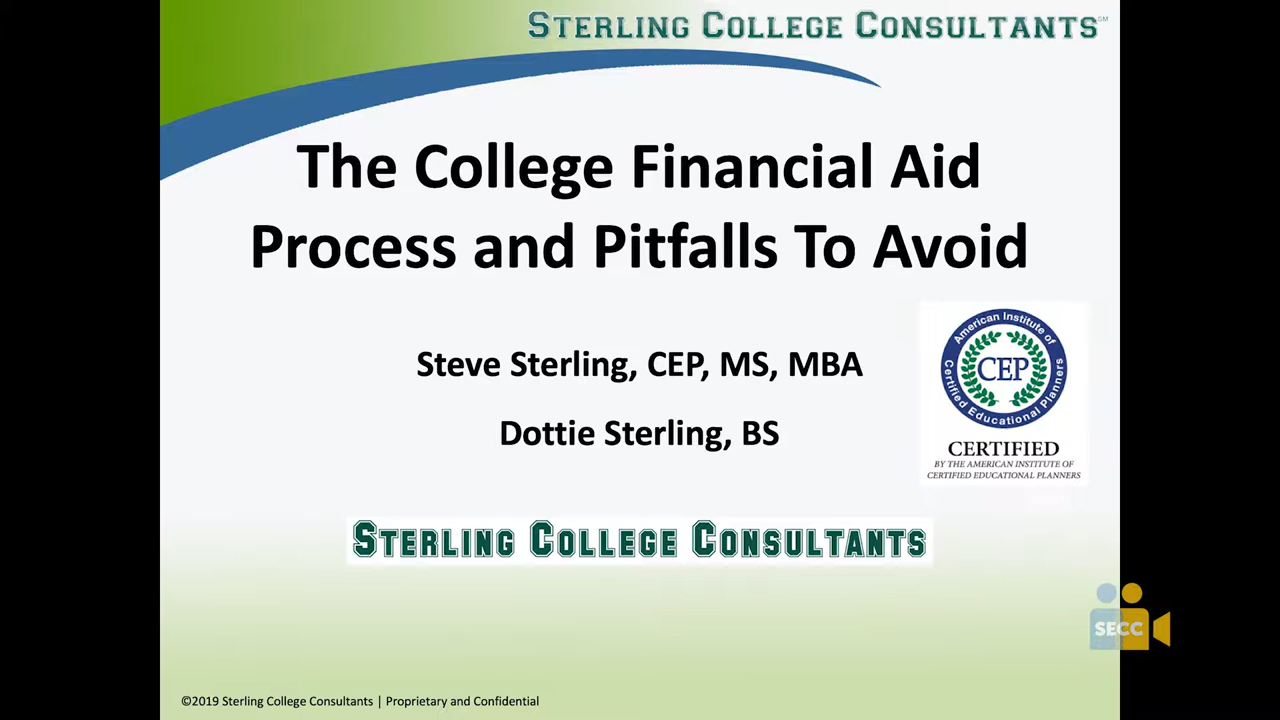 STERLING COLLEGE CONSULTANTS℠
The College Financial Aid
Process and Pitfalls To Avoid
Steve Sterling, CEP, MS, MBA
Dottie Sterling, BS
American Institute of
CEP
Certified Educational Planners
CERTIFIED
BY THE AMERICAN INSTITUTE OF
CERTIFIED EDUCATIONAL PLANNERS
STERLING COLLEGE CONSULTANTS
SECC
©2019 Sterling College Consultants | Proprietary and Confidential